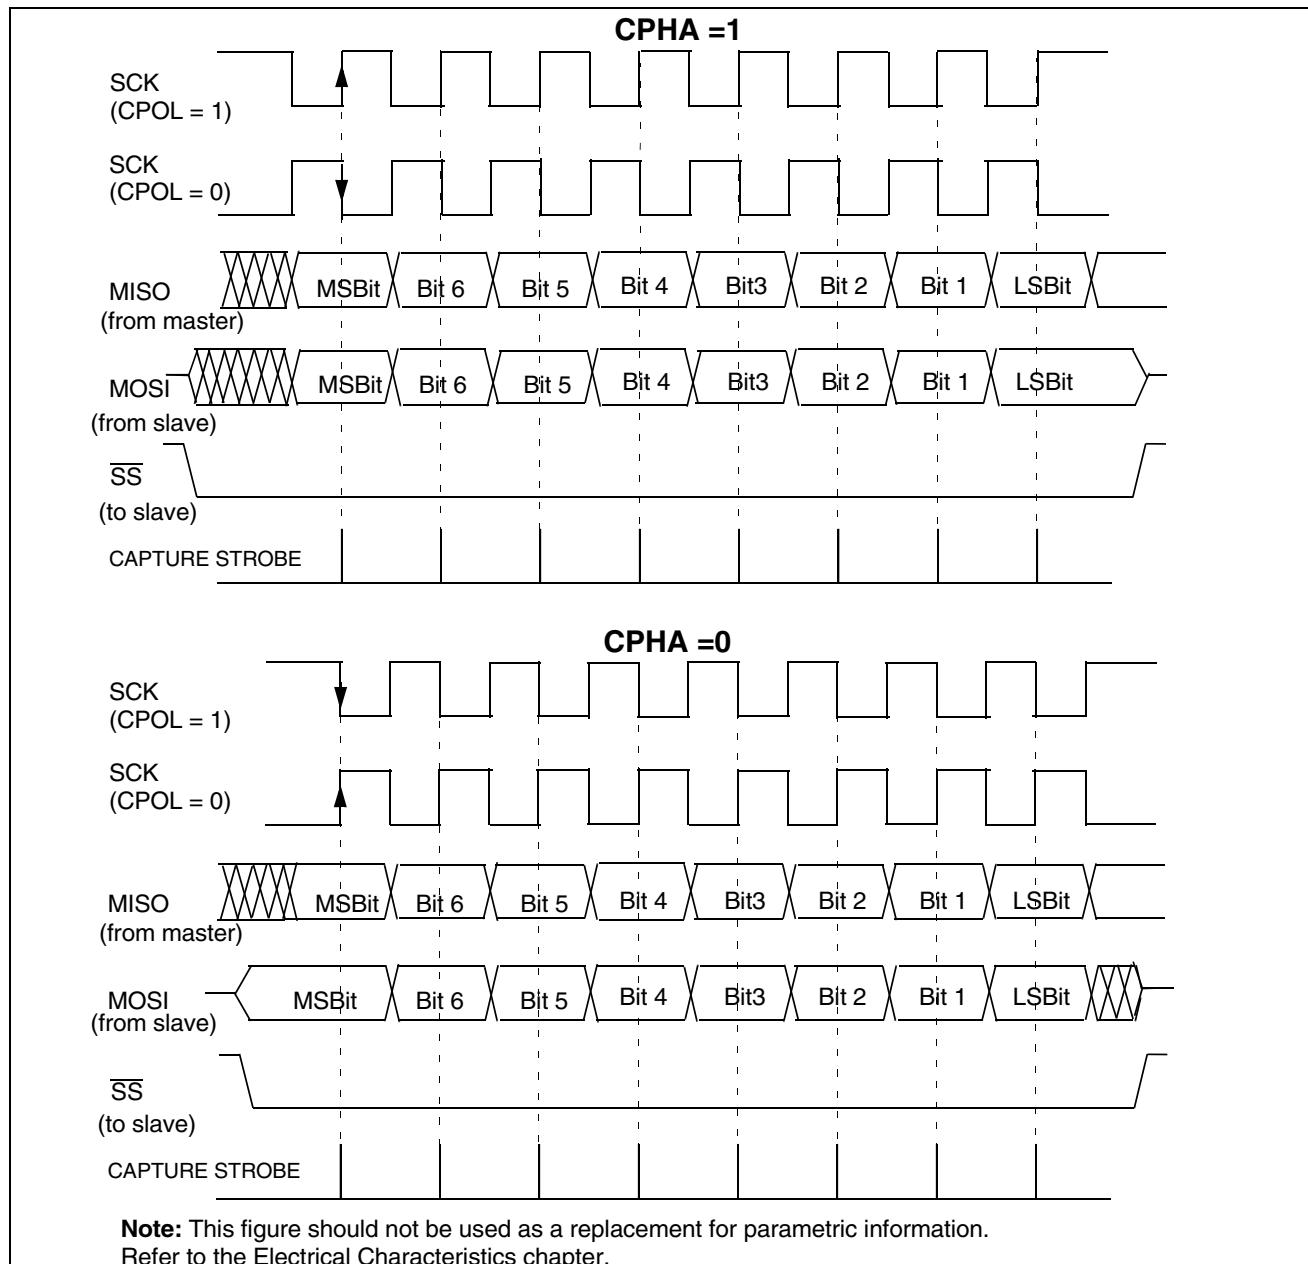 CPHA =1
SCK
(CPOL = 1)
SCK
(CPOL = 0)
MISO
(from master)
MSBit Bit 6 Bit 5 Bit 4 Bit3 Bit 2 Bit 1 LSBit
MOSI
(from slave)
MSBit Bit 6 Bit 5 Bit 4 Bit3 Bit 2 Bit 1 LSBit
SS
(to slave)
CAPTURE STROBE
CPHA =0
SCK
(CPOL = 1)
SCK
(CPOL = 0)
MISO
(from master)
MSBit Bit 6 Bit 5 Bit 4 Bit3 Bit 2 Bit 1 LSBit
MOSI
(from slave)
MSBit Bit 6 Bit 5 Bit 4 Bit3 Bit 2 Bit 1 LSBit
SS
(to slave)
CAPTURE STROBE
Note: This figure should not be used as a replacement for parametric information.
Refer to the Electrical Characteristics chapter.